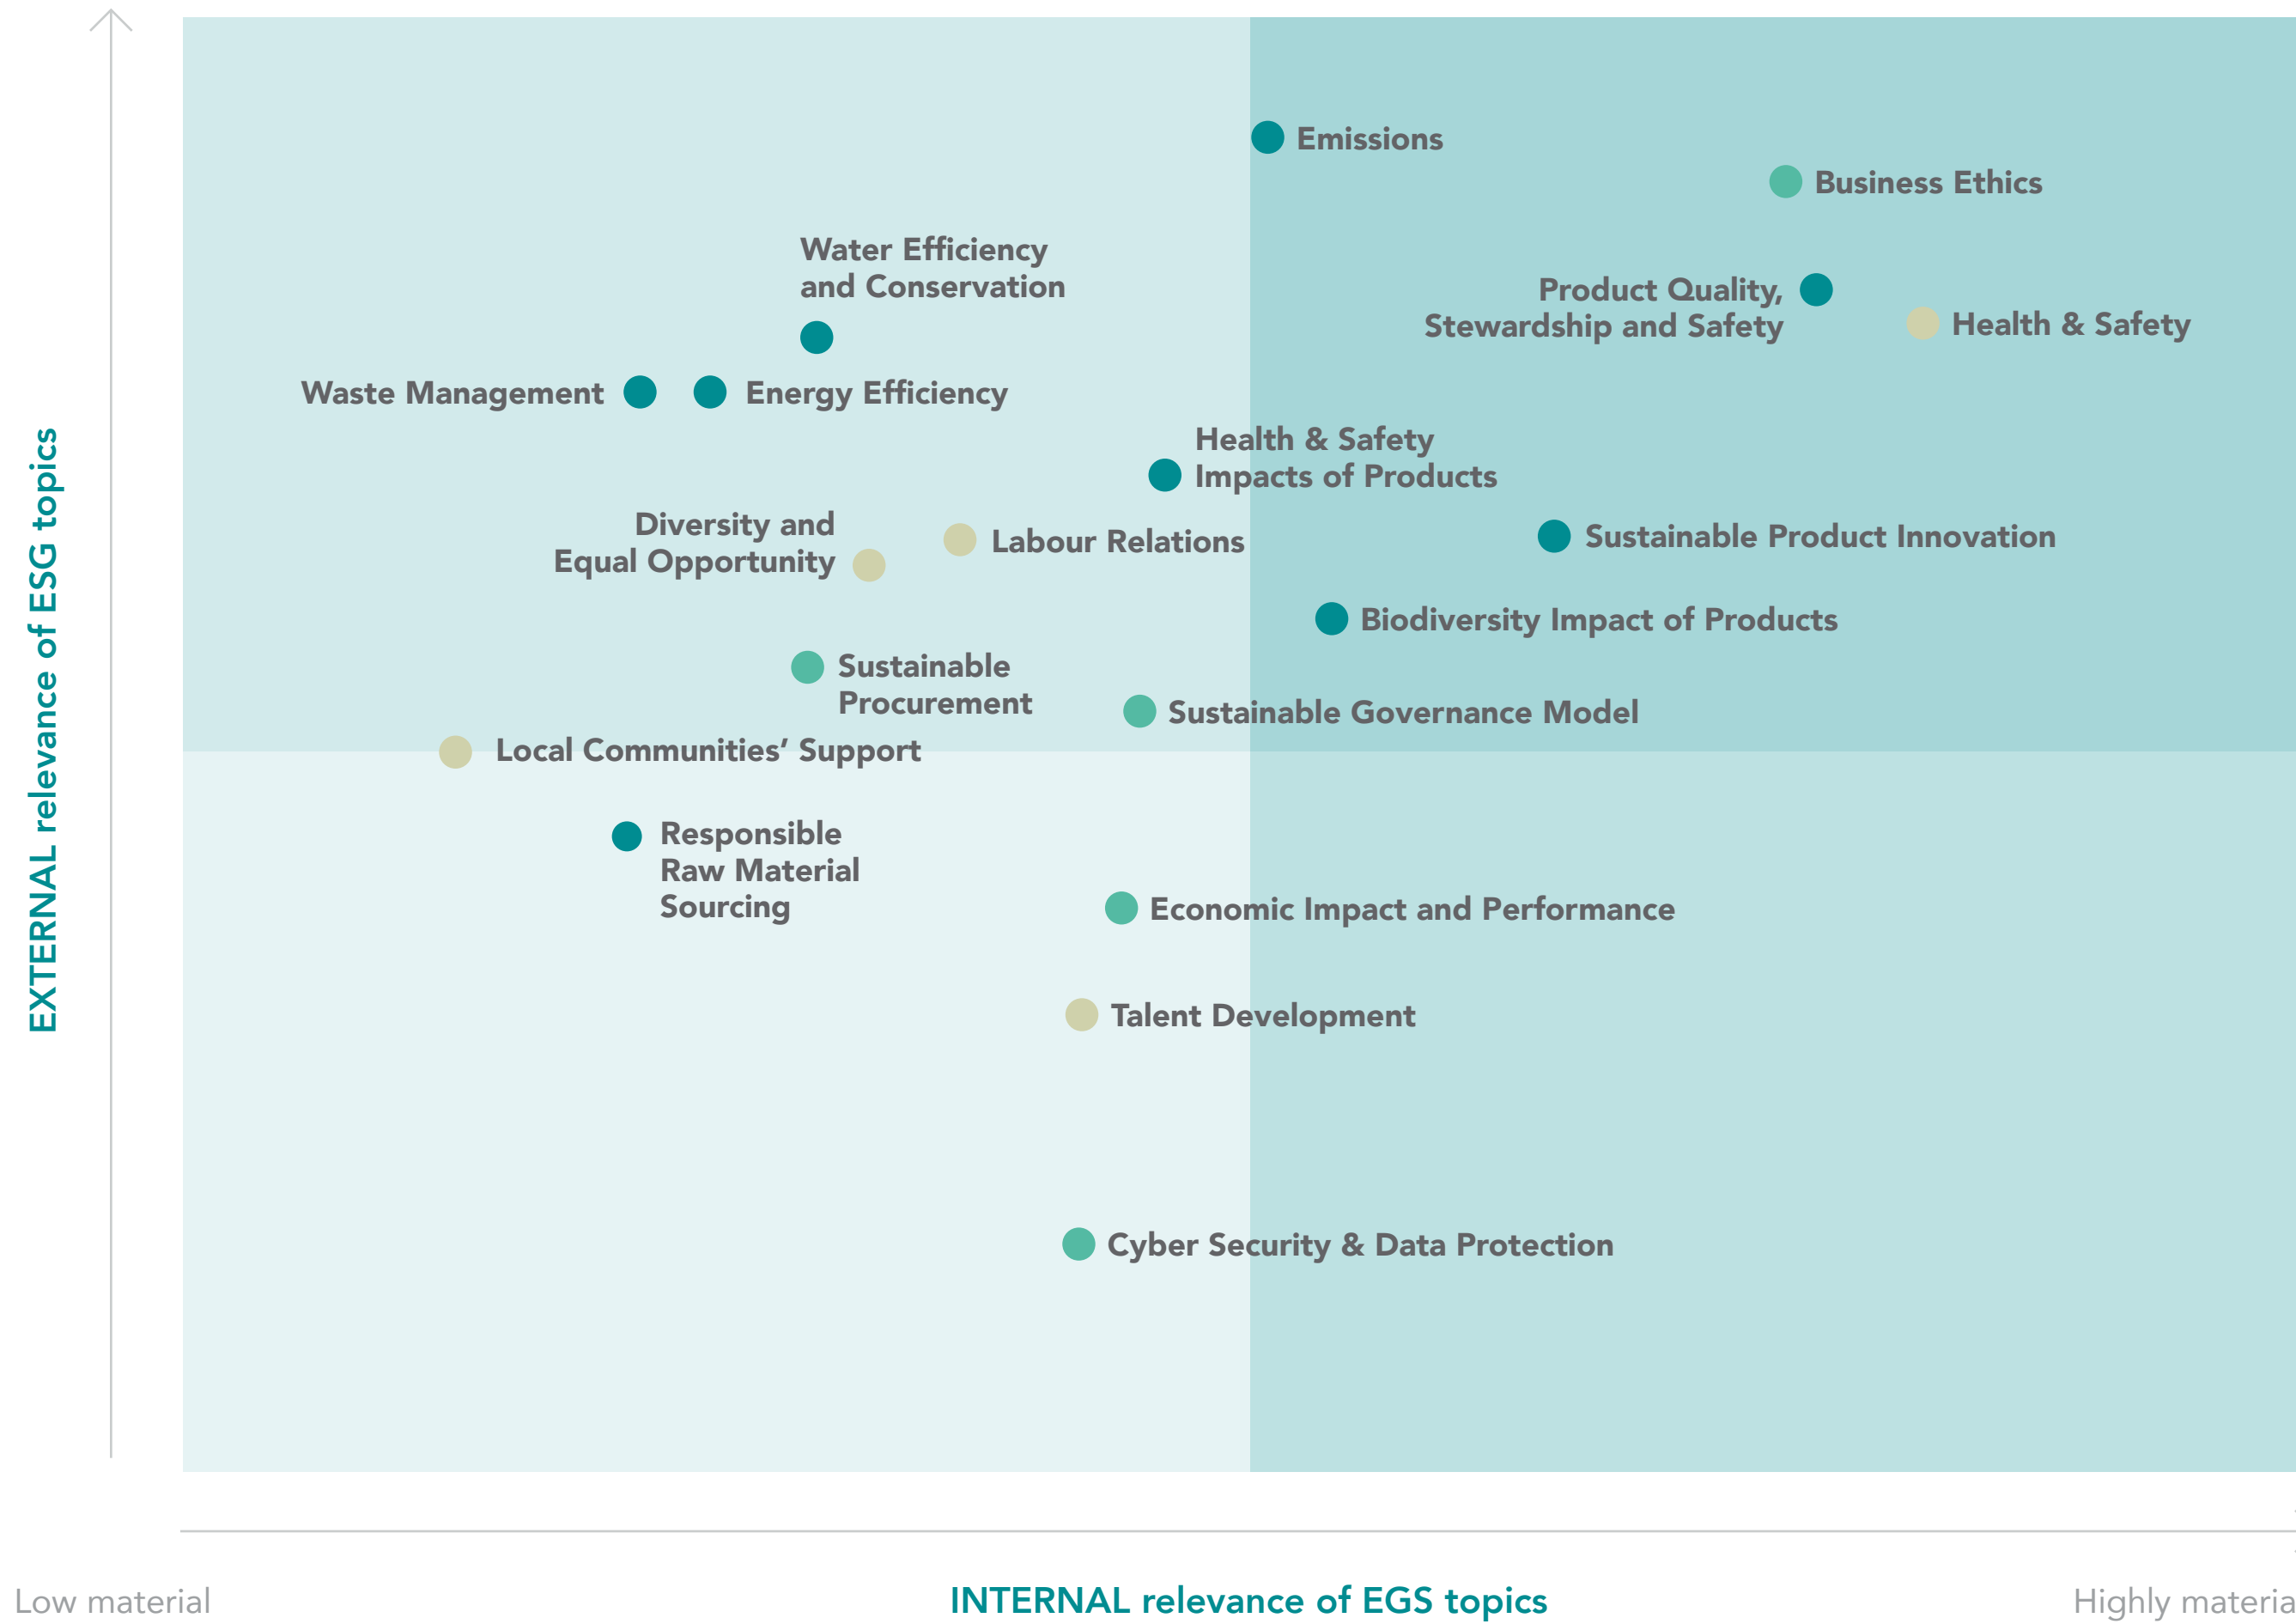 Emissions
Business Ethics
Water Efficiency
and Conservation
Product Quality,
Stewardship and Safety
Health & Safety
Waste Management
Energy Efficiency
Health & Safety
Impacts of Products
Diversity and
Equal Opportunity
Labour Relations
Sustainable Product Innovation
Biodiversity Impact of Products
Sustainable
Procurement
Sustainable Governance Model
Local Communities’ Support
Responsible
Raw Material
Sourcing
Economic Impact and Performance
Talent Development
Cyber Security & Data Protection
EXTERNAL relevance of ESG topics
Low material
INTERNAL relevance of EGS topics
Highly materia